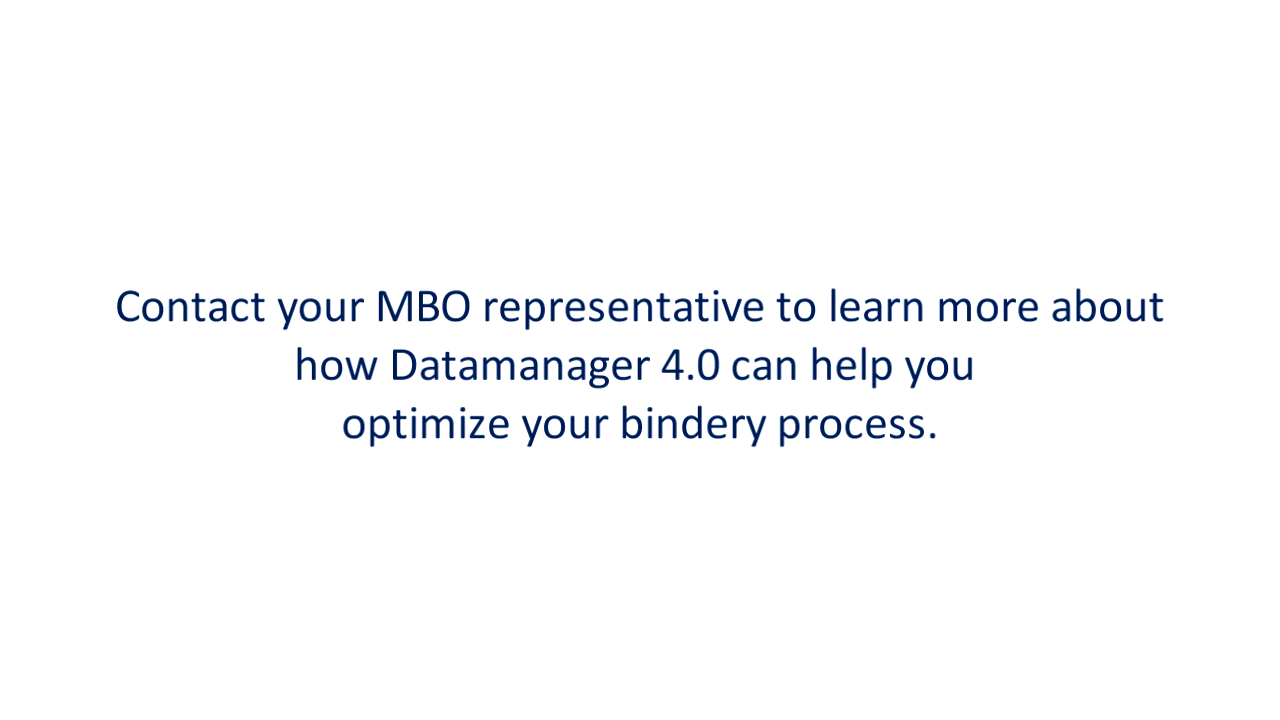 Contact your MBO representative to learn more about
how Datamanager 4.0 can help you
optimize your bindery process.